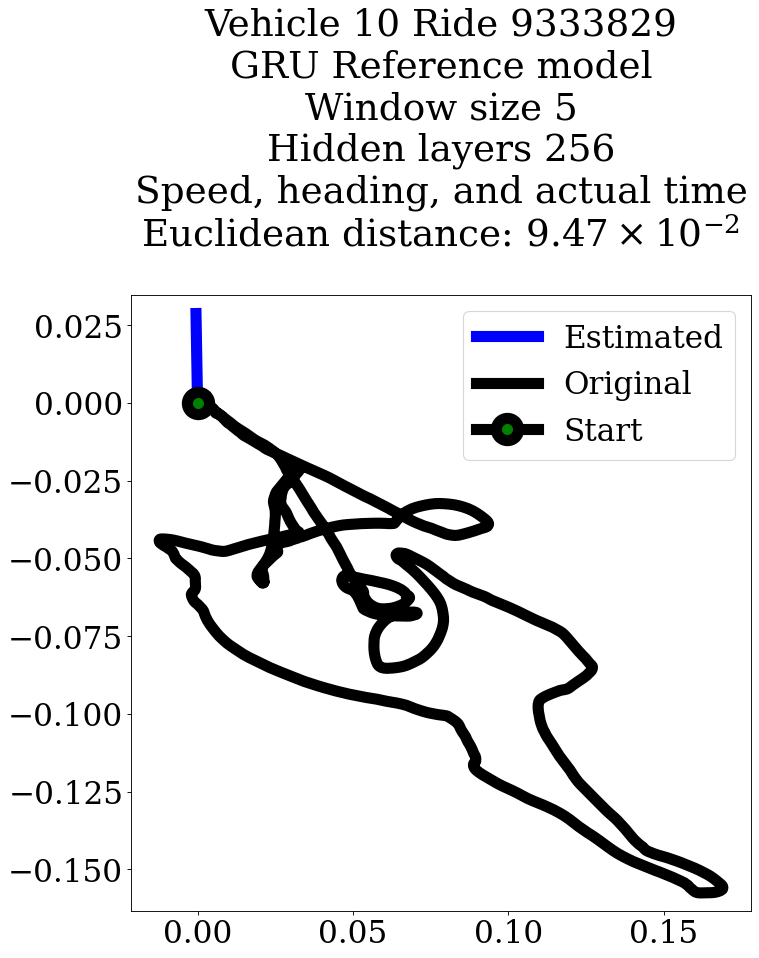 Vehicle 10 Ride 9333829
GRU Reference model
Window size 5
Hidden layers 256
Speed, heading, and actual time
Euclidean distance: 9.47 × 10⁻²
Estimated
Original
Start
0.025
0.000
−0.025
−0.050
−0.075
−0.100
−0.125
−0.150
0.00
0.05
0.10
0.15